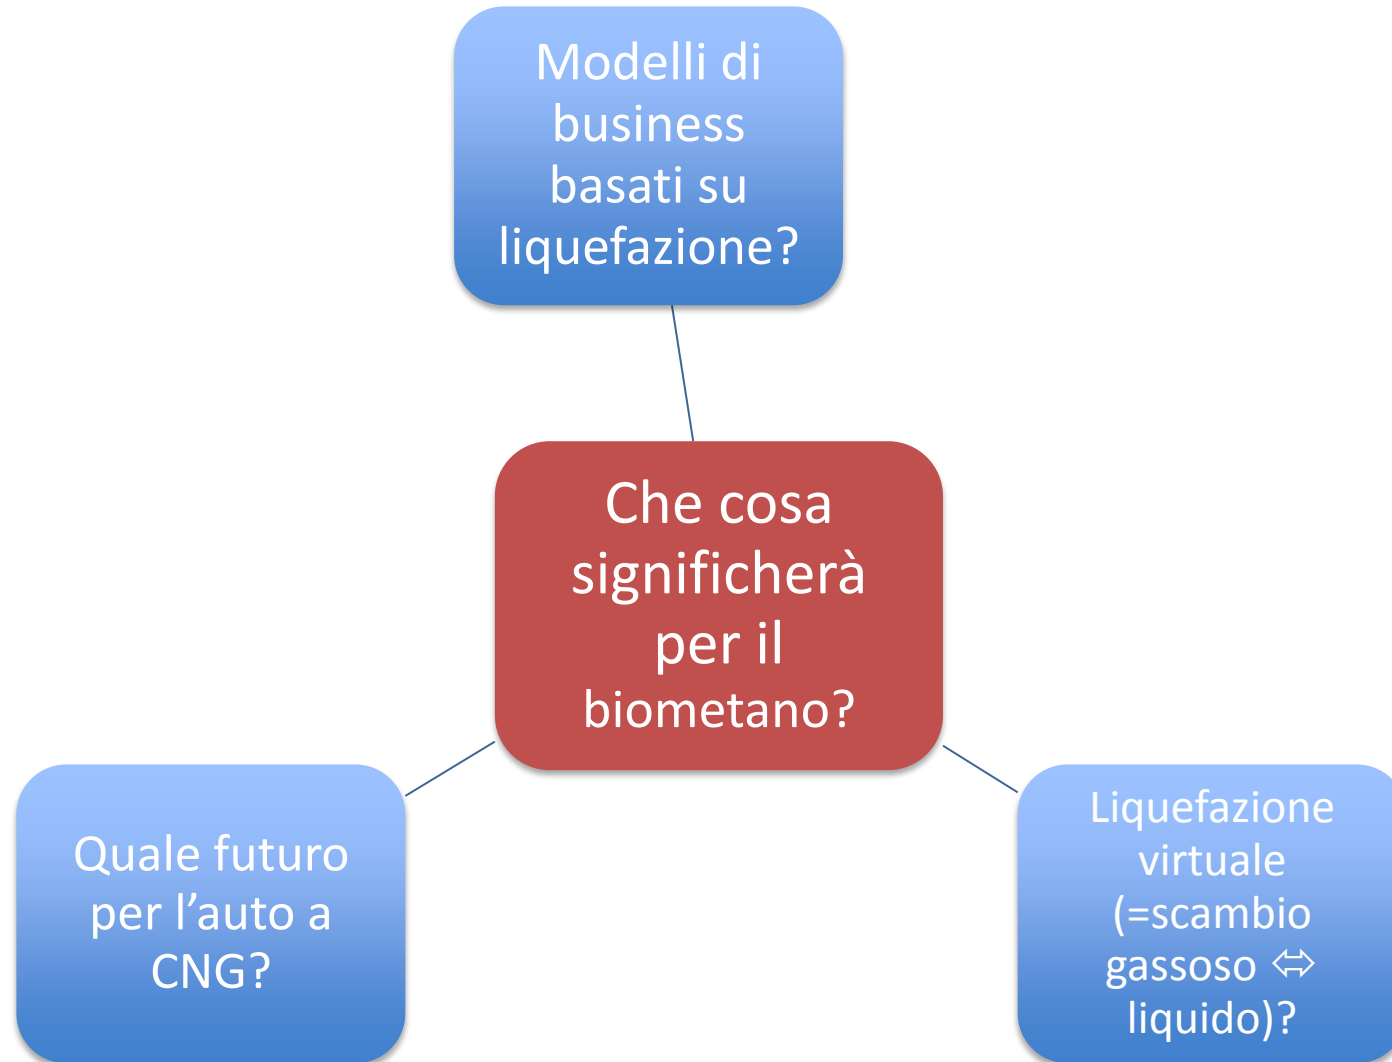 Modelli di
business
basati su
liquefazione?
Che cosa
significherà
per il
biometano?
Quale futuro
per l’auto a
CNG?
Liquefazione
virtuale
(=scambio
gassoso ⬄
liquido)?